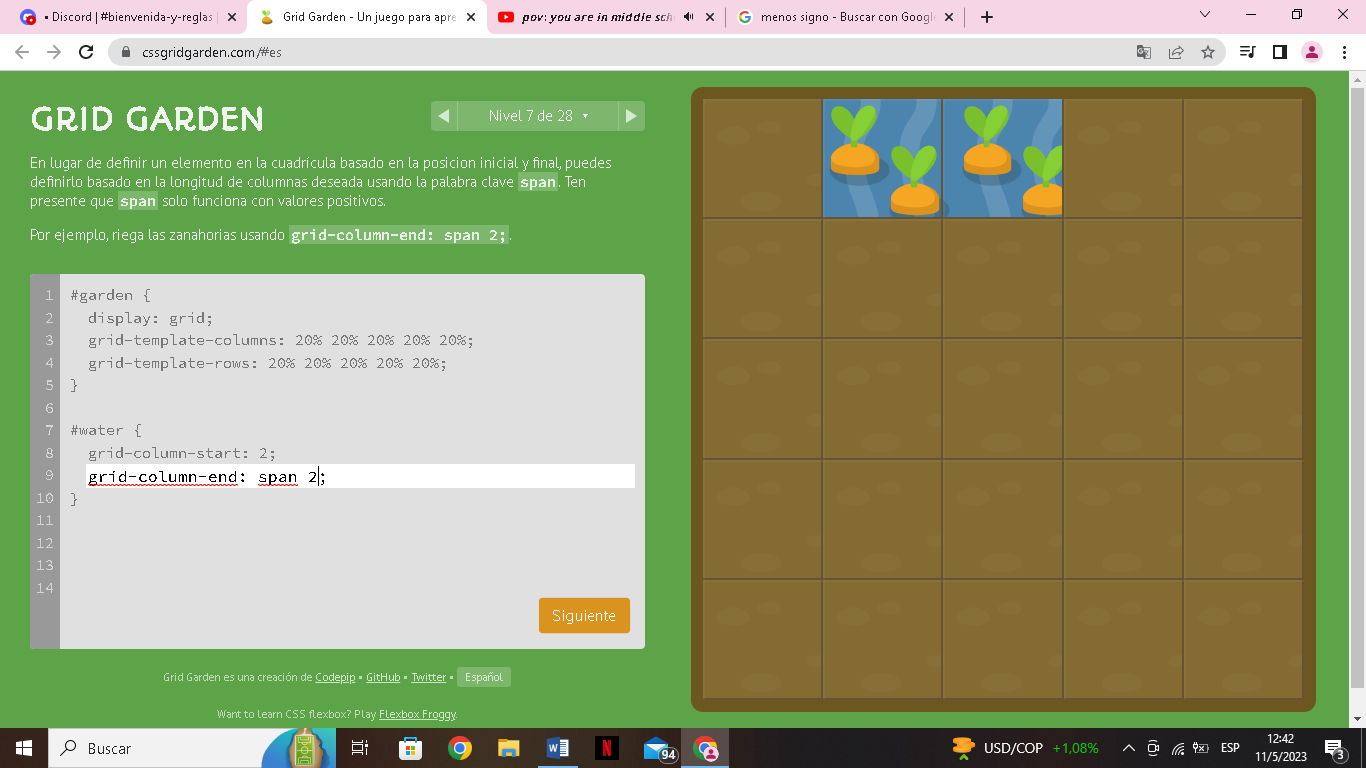 • Discord | #bienvenida-y-reglas |
Grid Garden - Un juego para apre
pov: you are in middle sch
menos signo - Buscar con Google
cssgridgarden.com/#es
GRID GARDEN
Nivel 7 de 28
En lugar de definir un elemento en la cuadrícula basado en la posicion inicial y final, puedes
definirlo basado en la longitud de columnas deseada usando la palabra clave span. Ten
presente que span solo funciona con valores positivos.
Por ejemplo, riega las zanahorias usando grid-column-end: span 2;.
1 #garden {
2 display: grid;
3 grid-template-columns: 20% 20% 20% 20% 20%;
4 grid-template-rows: 20% 20% 20% 20% 20%;
5 }
6
7 #water {
8 grid-column-start: 2;
9 grid-column-end: span 2;
10 }
11
12
13
14
Siguiente
Grid Garden es una creación de Codepip • GitHub • Twitter • Español
Want to learn CSS flexbox? Play Flexbox Froggy.
Buscar
W
N
94
USD/COP +1,08%
ESP
12:42
11/5/2023
3